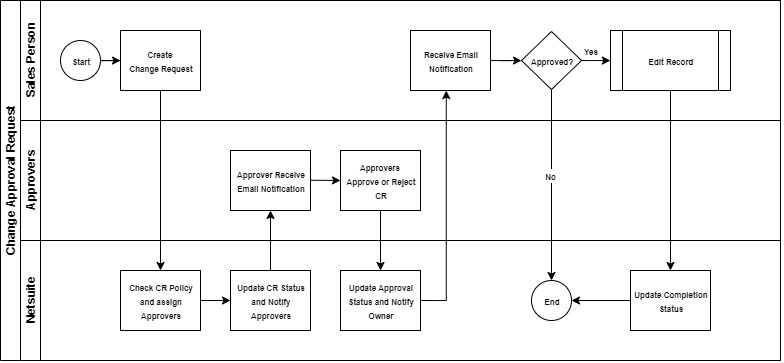 Change Approval Request
Sales Person
Start
Create
Change Request
Receive Email
Notification
Approved?
Yes
Edit Record
Approvers
Approver Receive
Email Notification
Approvers
Approve or Reject
CR
No
Netsuite
Check CR Policy
and assign
Approvers
Update CR Status
and Notify
Approvers
Update Approval
Status and Notify
Owner
End
Update Completion
Status